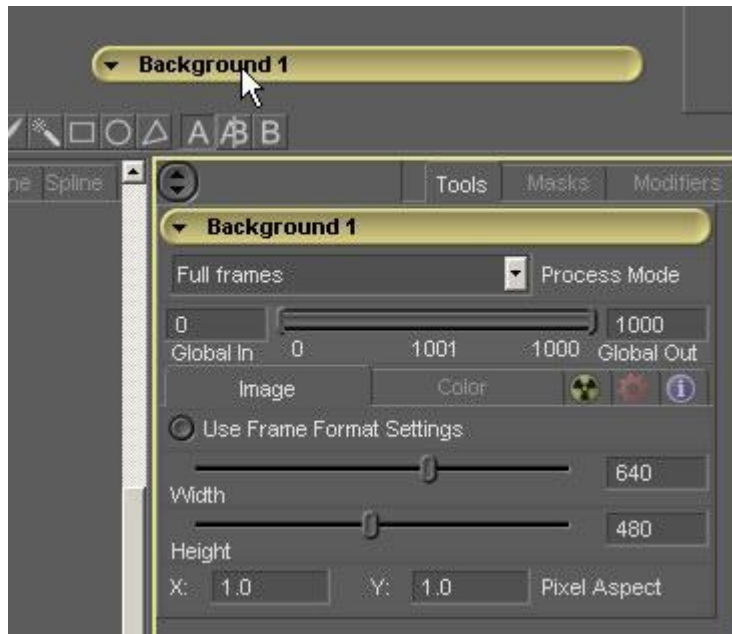 Background 1
A A/B B
ne Spline
Tools Masks Modifiers
Background 1
Full frames Process Mode
0 1000
Global In 0 1001 1000 Global Out
Image Color
Use Frame Format Settings
640
Width
480
Height
X: 1.0 Y: 1.0 Pixel Aspect